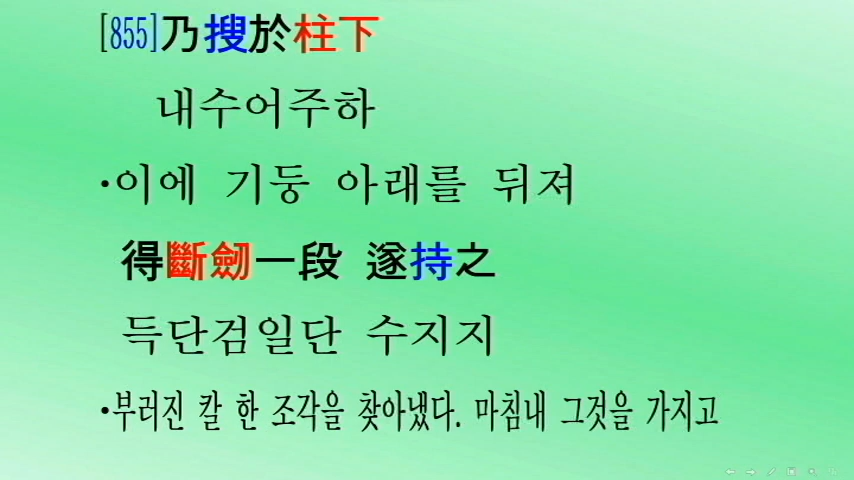 [855]乃搜於柱下
내수어주하
•이에 기둥 아래를 뒤져
得斷劒一段 遂持之
득단검일단 수지지
•부러진 칼 한 조각을 찾아냈다. 마침내 그것을 가지고